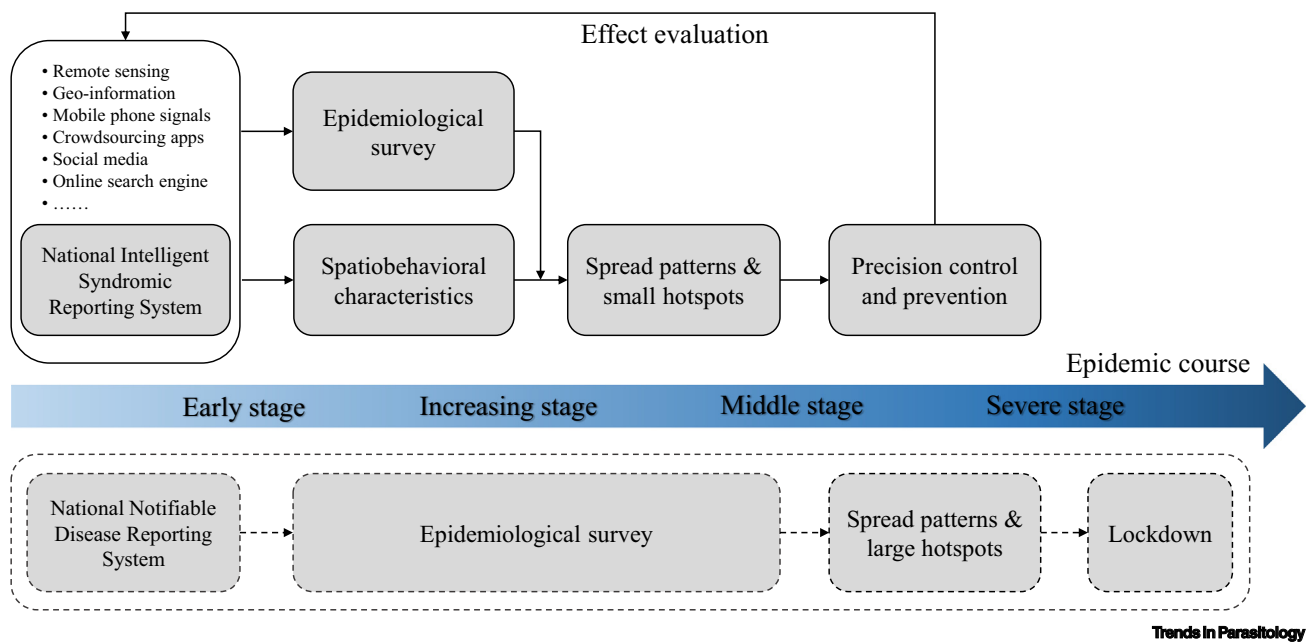 Effect evaluation
• Remote sensing
• Geo-information
• Mobile phone signals
• Crowdsourcing apps
• Social media
• Online search engine
• ……
National Intelligent
Syndromic
Reporting System
Epidemiological
survey
Spatiobehavioral
characteristics
Spread patterns &
small hotspots
Precision control
and prevention
Epidemic course
Early stage
Increasing stage
Middle stage
Severe stage
National Notifiable
Disease Reporting
System
Epidemiological survey
Spread patterns &
large hotspots
Lockdown
Trends in Parasitology